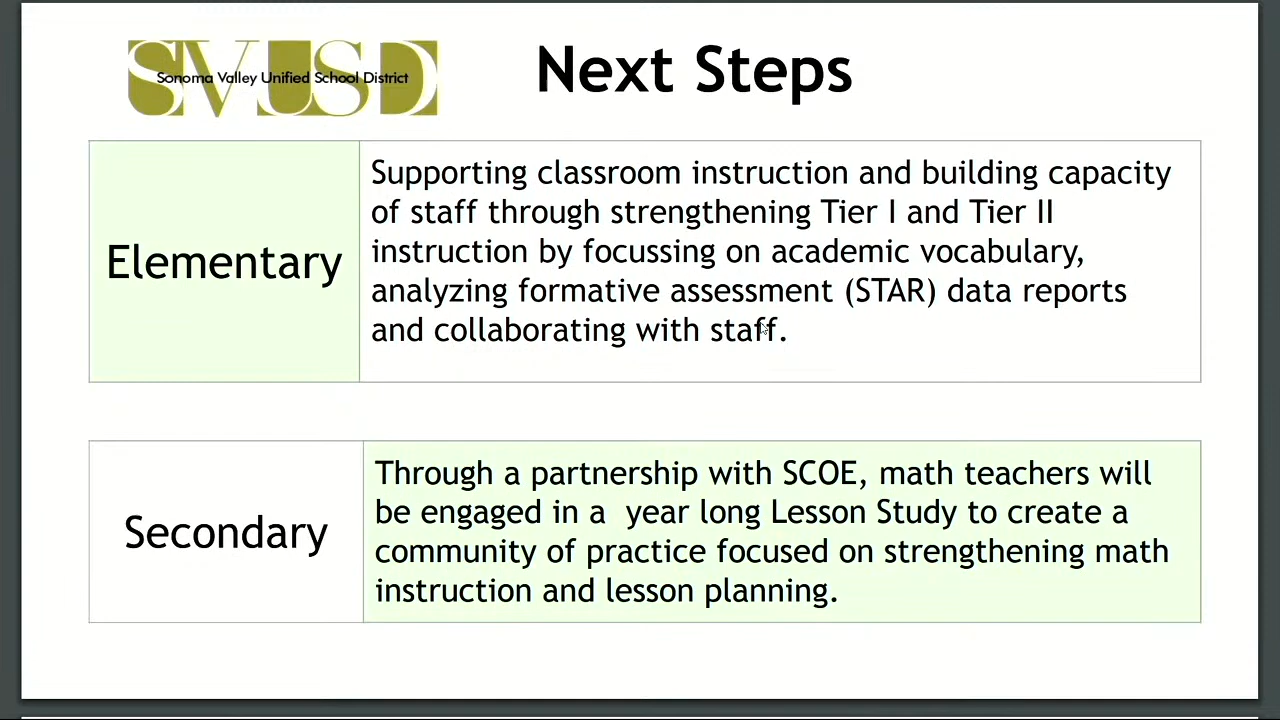 SVUSD
Sonoma Valley Unified School District
Next Steps
Elementary
Supporting classroom instruction and building capacity
of staff through strengthening Tier I and Tier II
instruction by focussing on academic vocabulary,
analyzing formative assessment (STAR) data reports
and collaborating with staff.
Secondary
Through a partnership with SCOE, math teachers will
be engaged in a  year long Lesson Study to create a
community of practice focused on strengthening math
instruction and lesson planning.